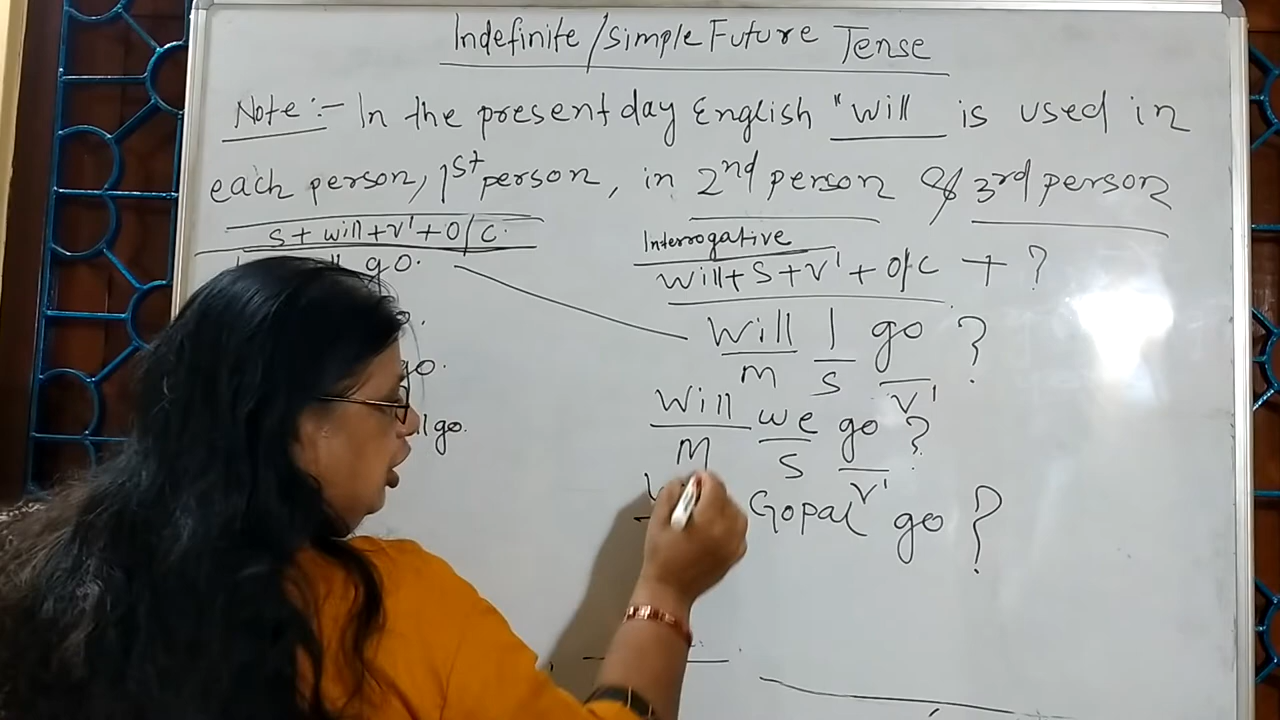 Indefinite/Simple Future Tense
Note:- In the present day English "Will is used in
each person, 1st person, in 2nd person & 3rd person
S + will + V' + O/C.
go.
go.
go.
Interrogative
Will + S + V' + O/C + ?
Will I go ?
M S V'
Will we go ?
M S V'
Gopal go ?